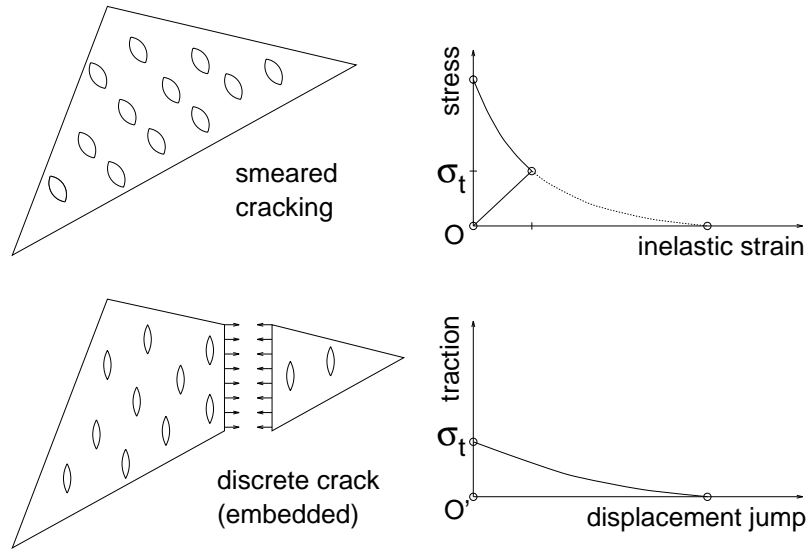 smeared
cracking
stress
σt
O
inelastic strain
discrete crack
(embedded)
traction
σt
O'
displacement jump